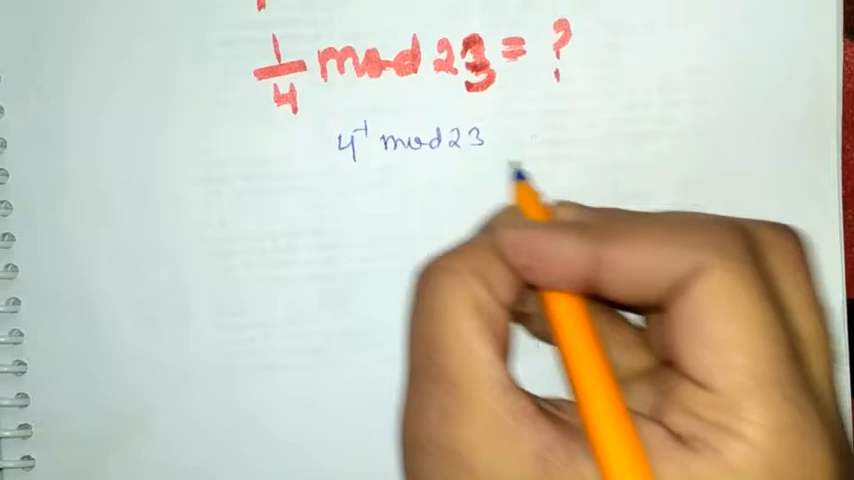 1/4 mod 23 = ?
4⁻¹ mod 23